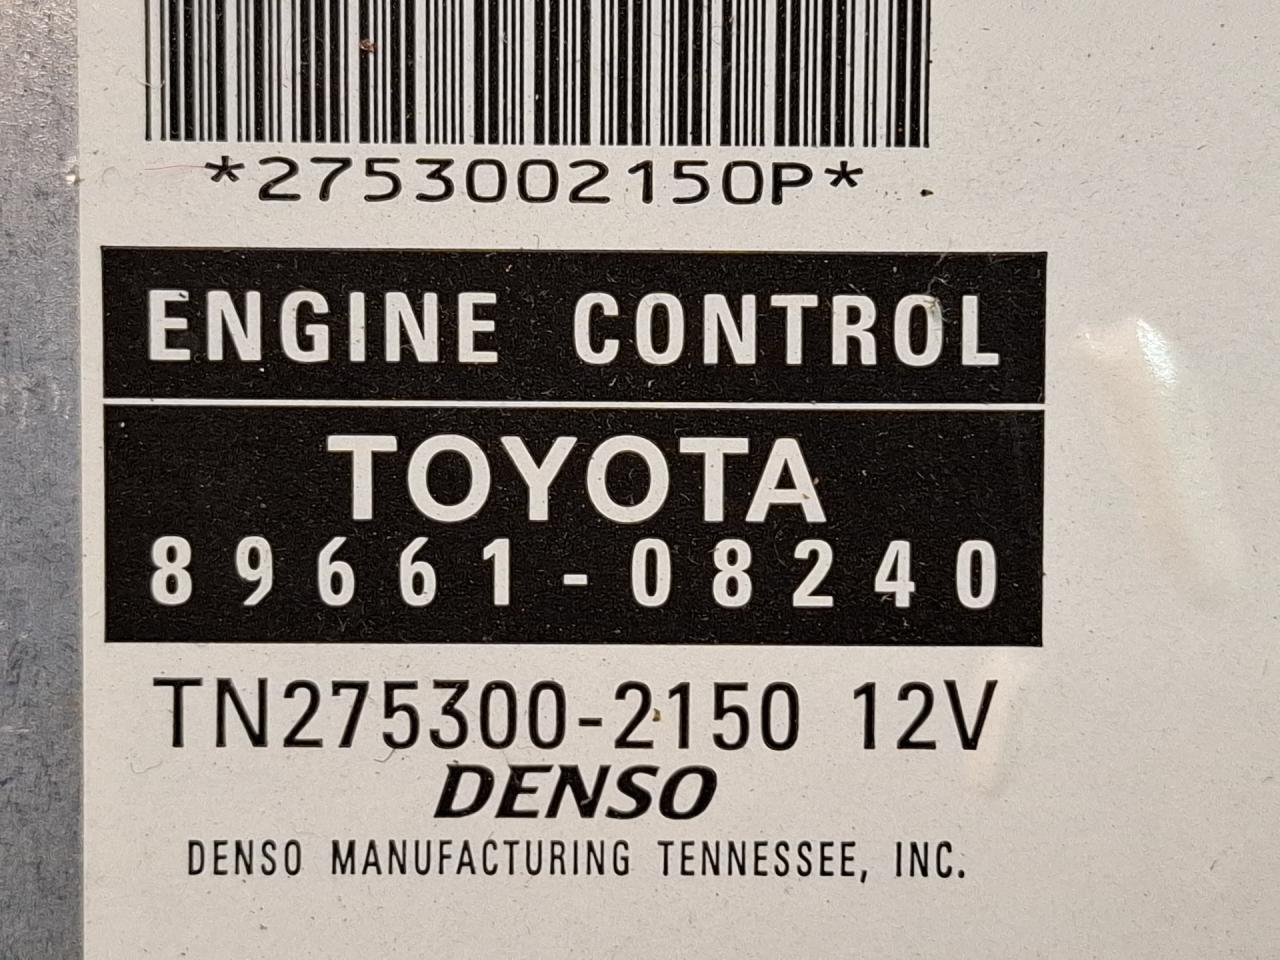 *2753002150P*
ENGINE CONTROL
TOYOTA
89661-08240
TN275300-2150 12V
DENSO
DENSO MANUFACTURING TENNESSEE, INC.